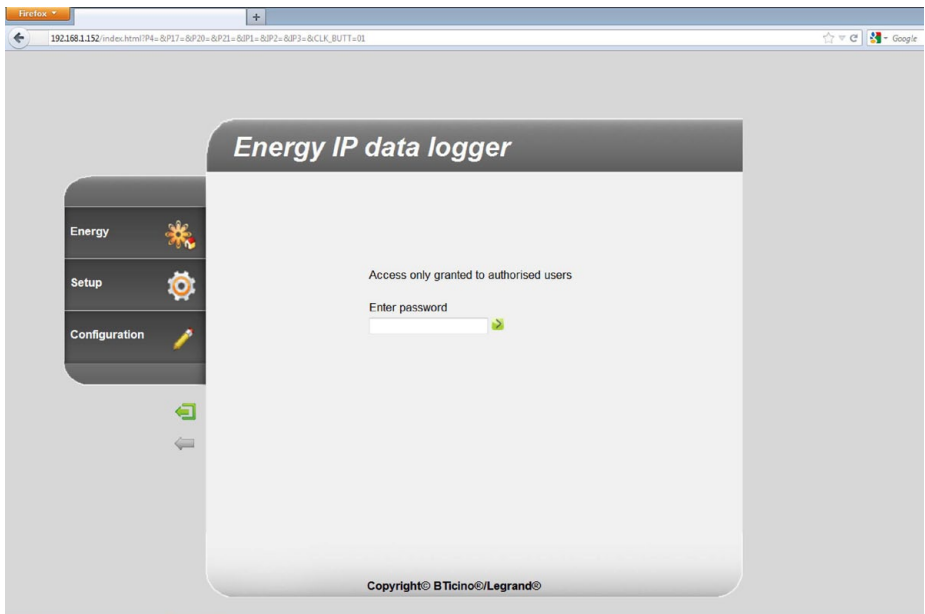 Firefox
192.168.1.152/index.html?P4=&P17=&P20=&P21=&IP1=&IP2=&IP3=&CLK_BUTT=01
Google
Energy IP data logger
Energy
Setup
Configuration
Access only granted to authorised users
Enter password
Copyright© BTicino®/Legrand®